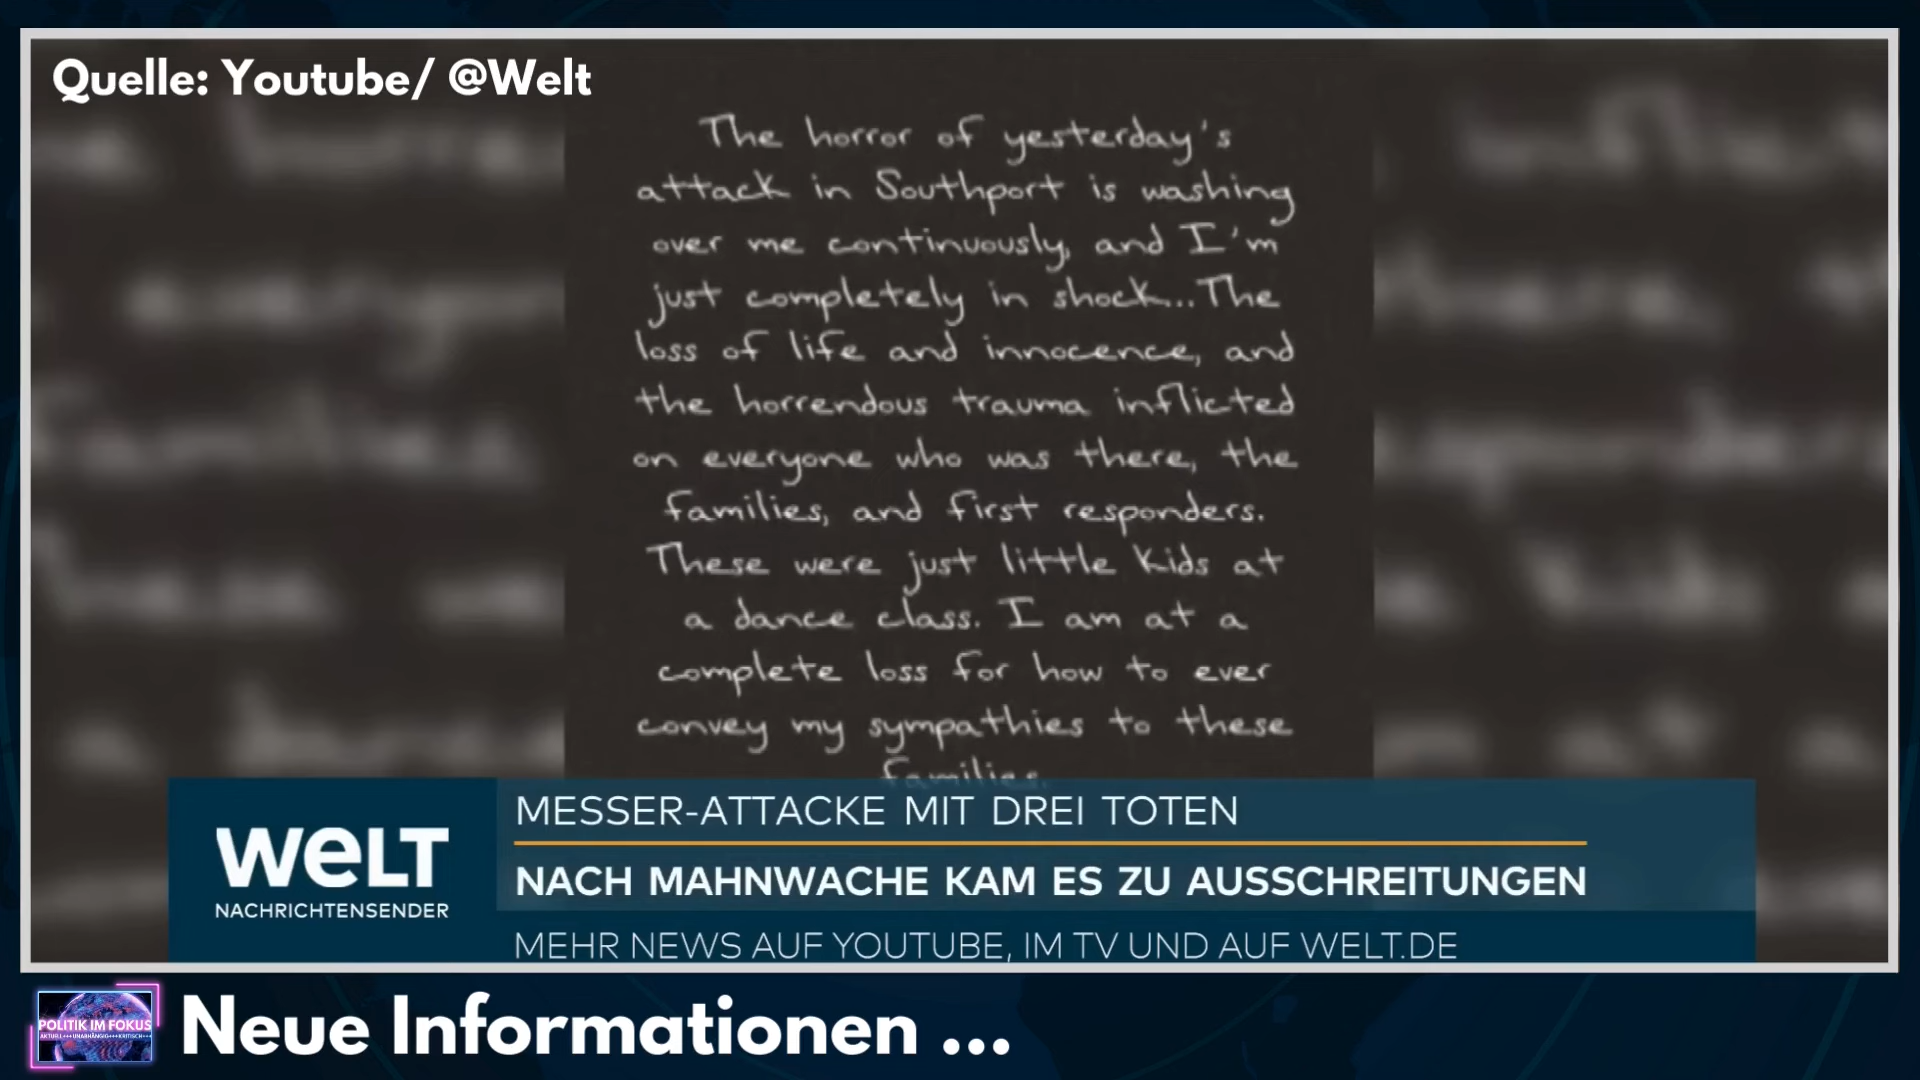 Quelle: Youtube/ @Welt
The horror of yesterday's
attack in Southport is washing
over me continuously, and I'm
just completely in shock...The
loss of life and innocence, and
the horrendous trauma inflicted
on everyone who was there, the
families, and first responders.
These were just little kids at
a dance class. I am at a
complete loss for how to ever
convey my sympathies to these
families.
WELT
NACHRICHTENSENDER
MESSER-ATTACKE MIT DREI TOTEN
NACH MAHNWACHE KAM ES ZU AUSSCHREITUNGEN
MEHR NEWS AUF YOUTUBE, IM TV UND AUF WELT.DE
POLITIK IM FOKUS
AKTUELL+++UNABHÄNGIG+++KRITISCH+++
Neue Informationen ...